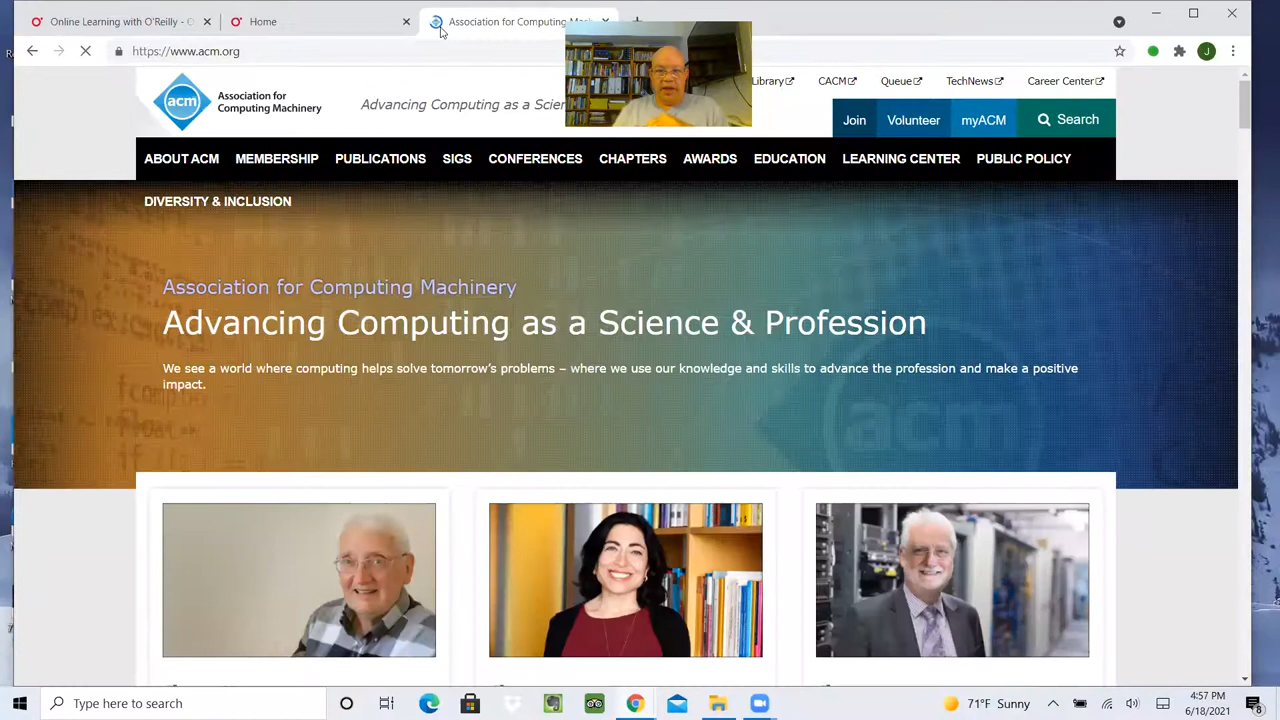 Online Learning with O'Reilly -
Home
Association for Computing
https://www.acm.org
acm
Association for
Computing Machinery
Advancing Computing as a
Library
CACM
Queue
TechNews
Career Center
Join
Volunteer
myACM
Search
ABOUT ACM
MEMBERSHIP
PUBLICATIONS
SIGS
CONFERENCES
CHAPTERS
AWARDS
EDUCATION
LEARNING CENTER
PUBLIC POLICY
DIVERSITY & INCLUSION
Association for Computing Machinery
Advancing Computing as a Science & Profession
We see a world where computing helps solve tomorrow's problems – where we use our knowledge and skills to advance the profession and make a positive
impact.
acm
Type here to search
71°F Sunny
4:57 PM
6/18/2021
8
J